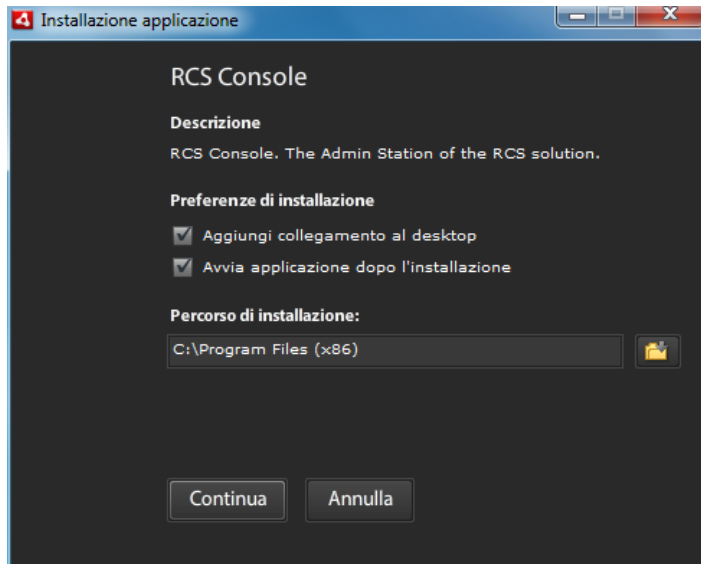 Installazione applicazione
RCS Console
Descrizione
RCS Console. The Admin Station of the RCS solution.
Preferenze di installazione
Aggiungi collegamento al desktop
Avvia applicazione dopo l'installazione
Percorso di installazione:
C:\Program Files (x86)
Continua
Annulla